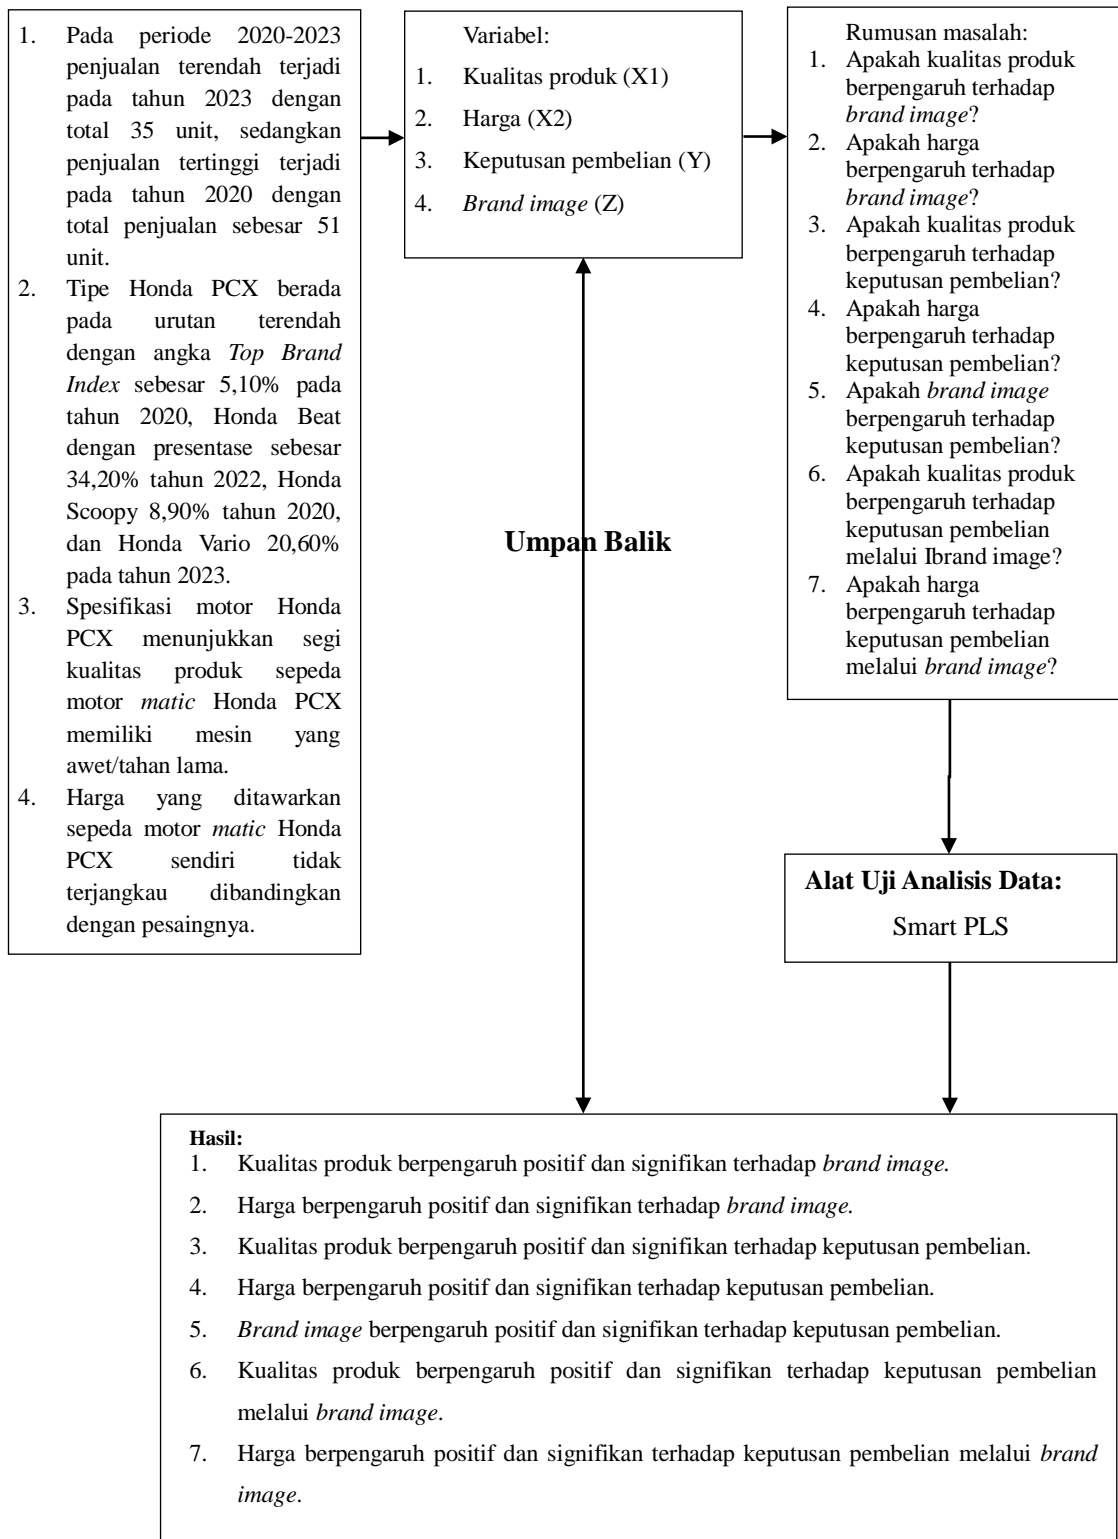 1. Pada periode 2020-2023
penjualan terendah terjadi
pada tahun 2023 dengan
total 35 unit, sedangkan
penjualan tertinggi terjadi
pada tahun 2020 dengan
total penjualan sebesar 51
unit.
2. Tipe Honda PCX berada
pada urutan terendah
dengan angka Top Brand
Index sebesar 5,10% pada
tahun 2020, Honda Beat
dengan presentase sebesar
34,20% tahun 2022, Honda
Scoopy 8,90% tahun 2020,
dan Honda Vario 20,60%
pada tahun 2023.
3. Spesifikasi motor Honda
PCX menunjukkan segi
kualitas produk sepeda
motor matic Honda PCX
memiliki mesin yang
awet/tahan lama.
4. Harga yang ditawarkan
sepeda motor matic Honda
PCX sendiri tidak
terjangkau dibandingkan
dengan pesaingnya.
Variabel:
1. Kualitas produk (X1)
2. Harga (X2)
3. Keputusan pembelian (Y)
4. Brand image (Z)
Rumusan masalah:
1. Apakah kualitas produk
berpengaruh terhadap
brand image?
2. Apakah harga
berpengaruh terhadap
brand image?
3. Apakah kualitas produk
berpengaruh terhadap
keputusan pembelian?
4. Apakah harga
berpengaruh terhadap
keputusan pembelian?
5. Apakah brand image
berpengaruh terhadap
keputusan pembelian?
6. Apakah kualitas produk
berpengaruh terhadap
keputusan pembelian
melalui Ibrand image?
7. Apakah harga
berpengaruh terhadap
keputusan pembelian
melalui brand image?
Umpan Balik
Alat Uji Analisis Data:
Smart PLS
Hasil:
1. Kualitas produk berpengaruh positif dan signifikan terhadap brand image.
2. Harga berpengaruh positif dan signifikan terhadap brand image.
3. Kualitas produk berpengaruh positif dan signifikan terhadap keputusan pembelian.
4. Harga berpengaruh positif dan signifikan terhadap keputusan pembelian.
5. Brand image berpengaruh positif dan signifikan terhadap keputusan pembelian.
6. Kualitas produk berpengaruh positif dan signifikan terhadap keputusan pembelian
melalui brand image.
7. Harga berpengaruh positif dan signifikan terhadap keputusan pembelian melalui brand
image.